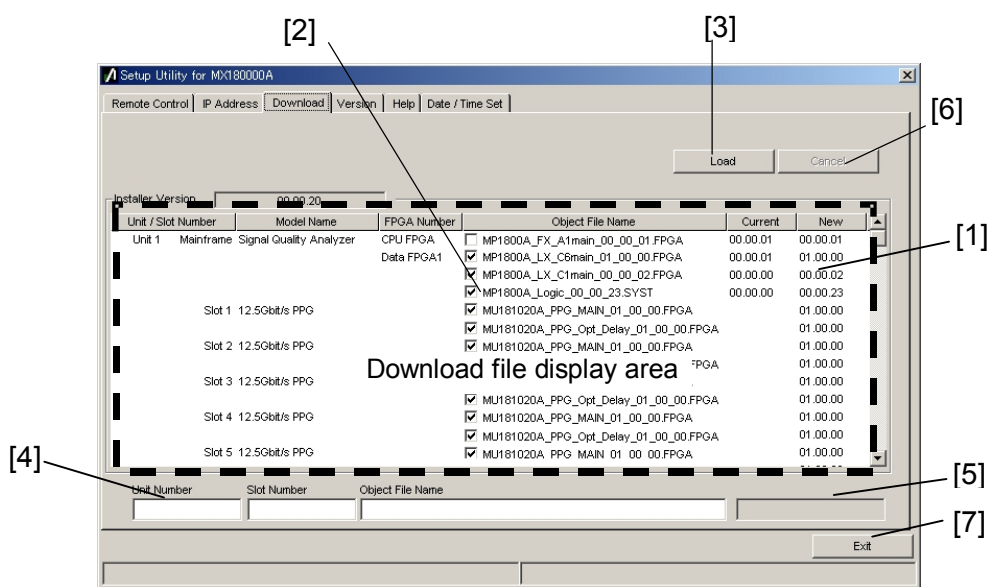 [2]
[3]
Setup Utility for MX180000A
Remote Control IP Address Download Version Help Date / Time Set
[6]
Load Cancel
Installer Version 00.00.20
Unit / Slot Number Model Name FPGA Number Object File Name Current New
Unit 1 Mainframe Signal Quality Analyzer CPU FPGA MP1800A_FX_A1main_00_00_01.FPGA 00.00.01 00.00.01
[1]
Data FPGA1 MP1800A_LX_C6main_01_00_00.FPGA 00.00.01 01.00.00
MP1800A_LX_C1main_00_00_02.FPGA 00.00.00 00.00.02
MP1800A_Logic_00_00_23.SYST 00.00.00 00.00.23
Slot 1 12.5Gbit/s PPG MU181020A_PPG_MAIN_01_00_00.FPGA 01.00.00
MU181020A_PPG_Opt_Delay_01_00_00.FPGA 01.00.00
Slot 2 12.5Gbit/s PPG MU181020A_PPG_MAIN_01_00_00.FPGA 01.00.00
Download file display area FPGA 01.00.00
Slot 3 12.5Gbit/s PPG 01.00.00
MU181020A_PPG_Opt_Delay_01_00_00.FPGA 01.00.00
Slot 4 12.5Gbit/s PPG MU181020A_PPG_MAIN_01_00_00.FPGA 01.00.00
MU181020A_PPG_Opt_Delay_01_00_00.FPGA 01.00.00
Slot 5 12.5Gbit/s PPG MU181020A_PPG_MAIN_01_00_00.FPGA 01.00.00
[4]
[5]
Unit Number Slot Number Object File Name
[7]
Exit